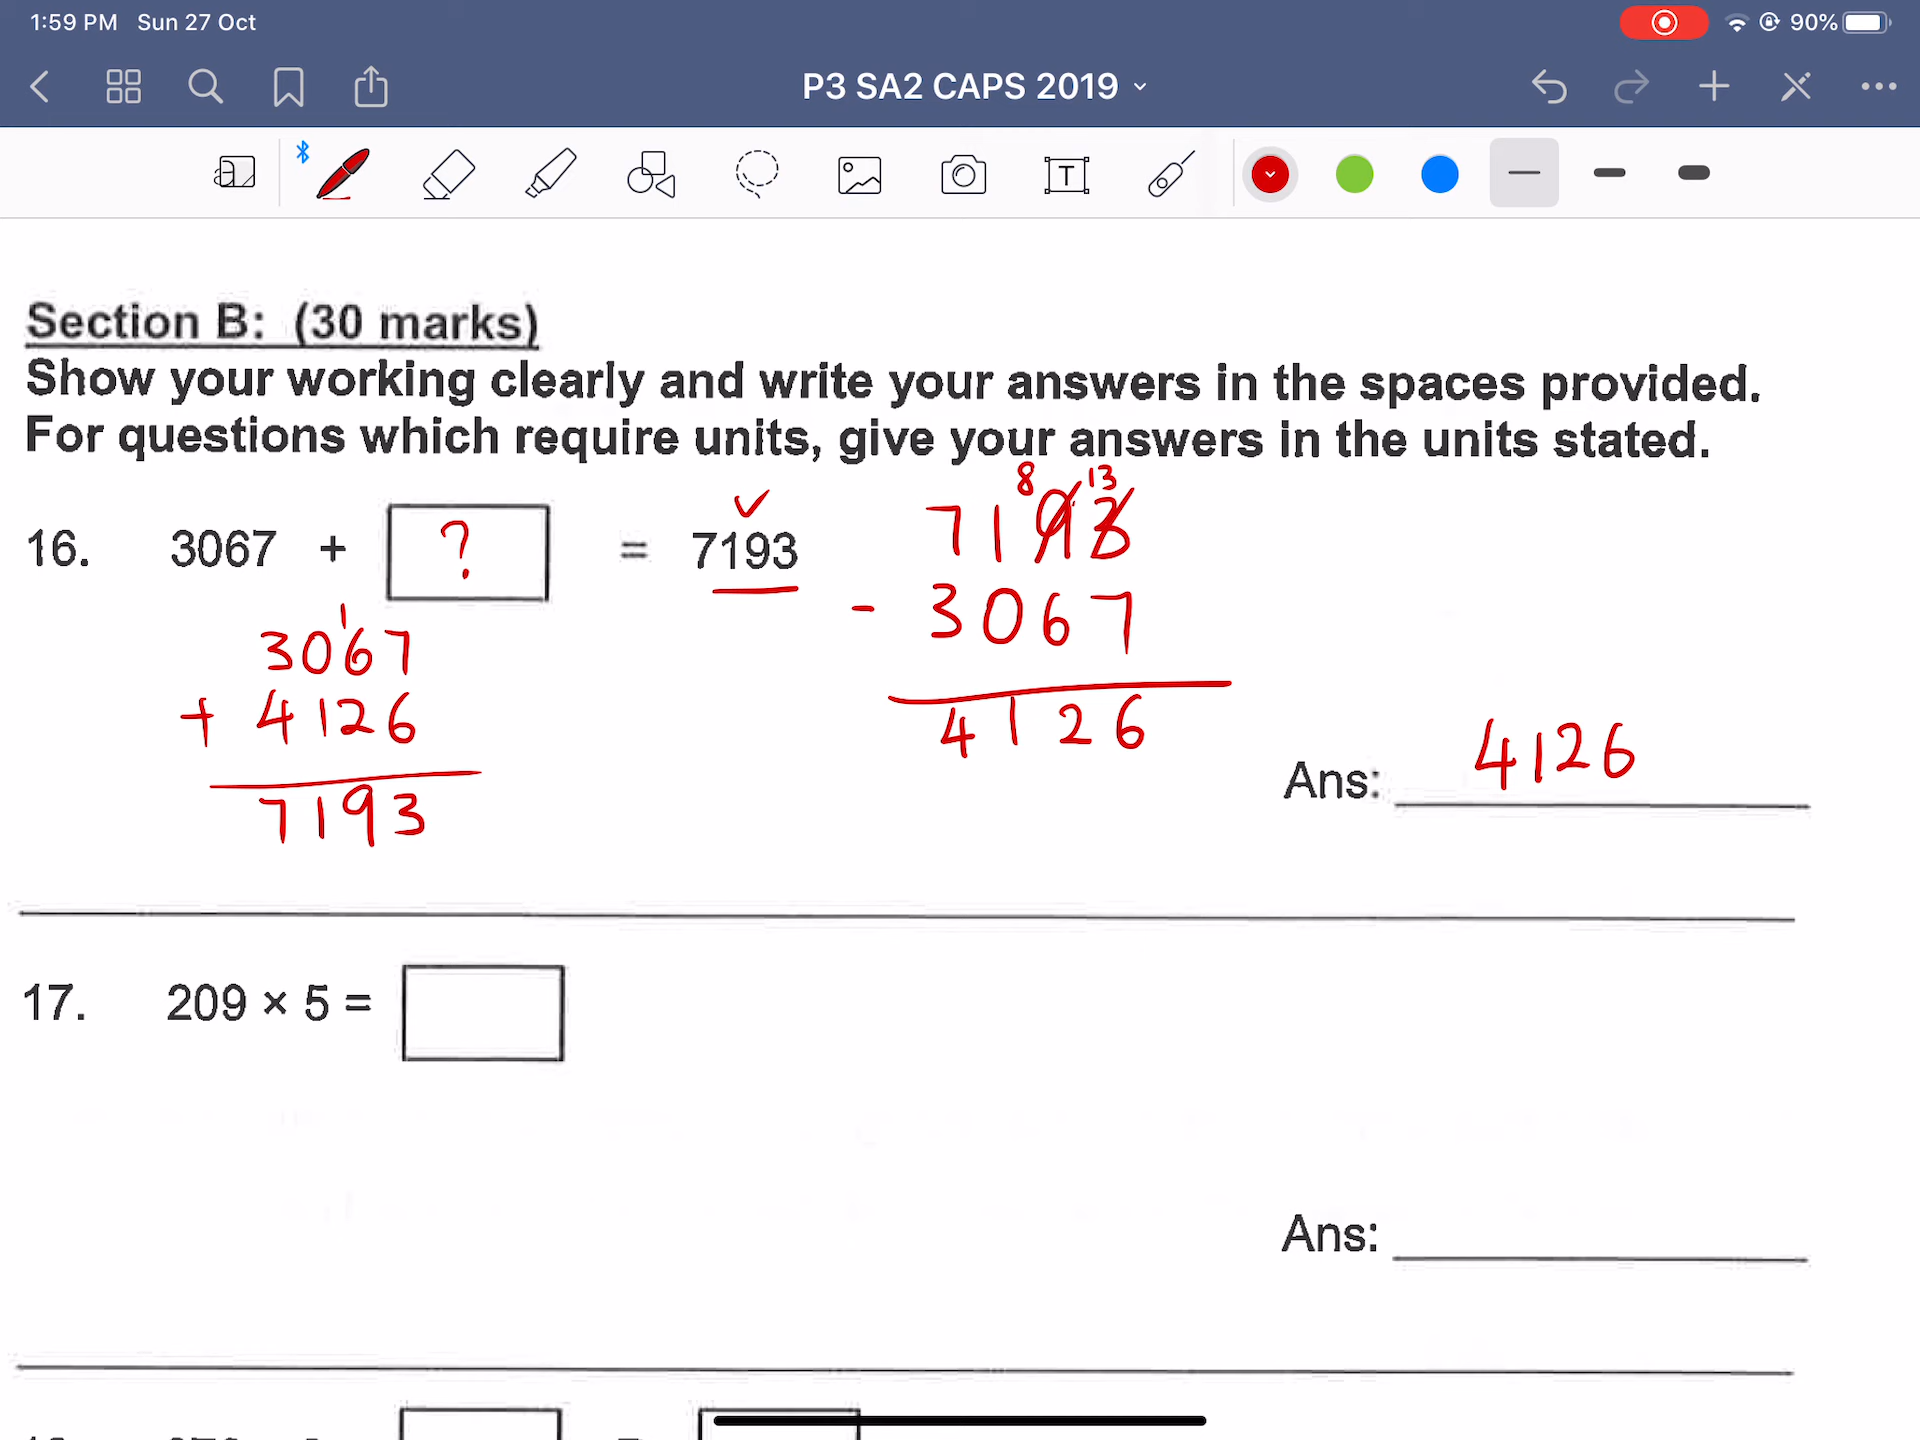 1:59 PM Sun 27 Oct
90%
P3 SA2 CAPS 2019
T
Section B: (30 marks)
Show your working clearly and write your answers in the spaces provided.
For questions which require units, give your answers in the units stated.
16. 3067 + ? = 7193 ✓
1
3067
+ 4126
7193
8 13
7193
- 3067
4126
Ans: 4126
17. 209 × 5 =
Ans: